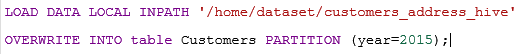 LOAD DATA LOCAL INPATH '/home/dataset/customers_address_hive'
OVERWRITE INTO table Customers PARTITION (year=2015);